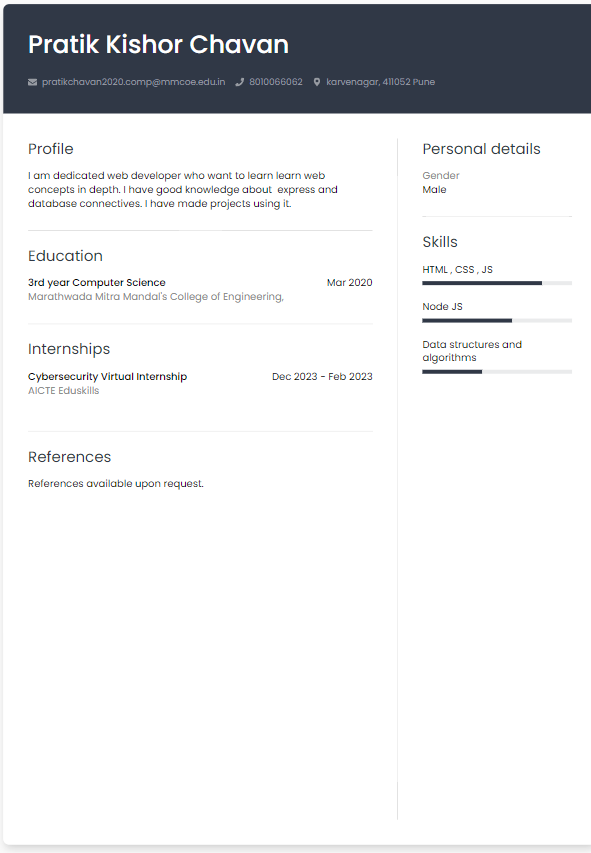 Pratik Kishor Chavan
pratikchavan2020.comp@mmcoe.edu.in 8010066062 karvenagar, 411052 Pune
Profile
I am dedicated web developer who want to learn learn web
concepts in depth. I have good knowledge about express and
database connectives. I have made projects using it.
Education
3rd year Computer Science Mar 2020
Marathwada Mitra Mandal's College of Engineering,
Internships
Cybersecurity Virtual Internship Dec 2023 - Feb 2023
AICTE Eduskills
References
References available upon request.
Personal details
Gender
Male
Skills
HTML , CSS , JS
Node JS
Data structures and
algorithms